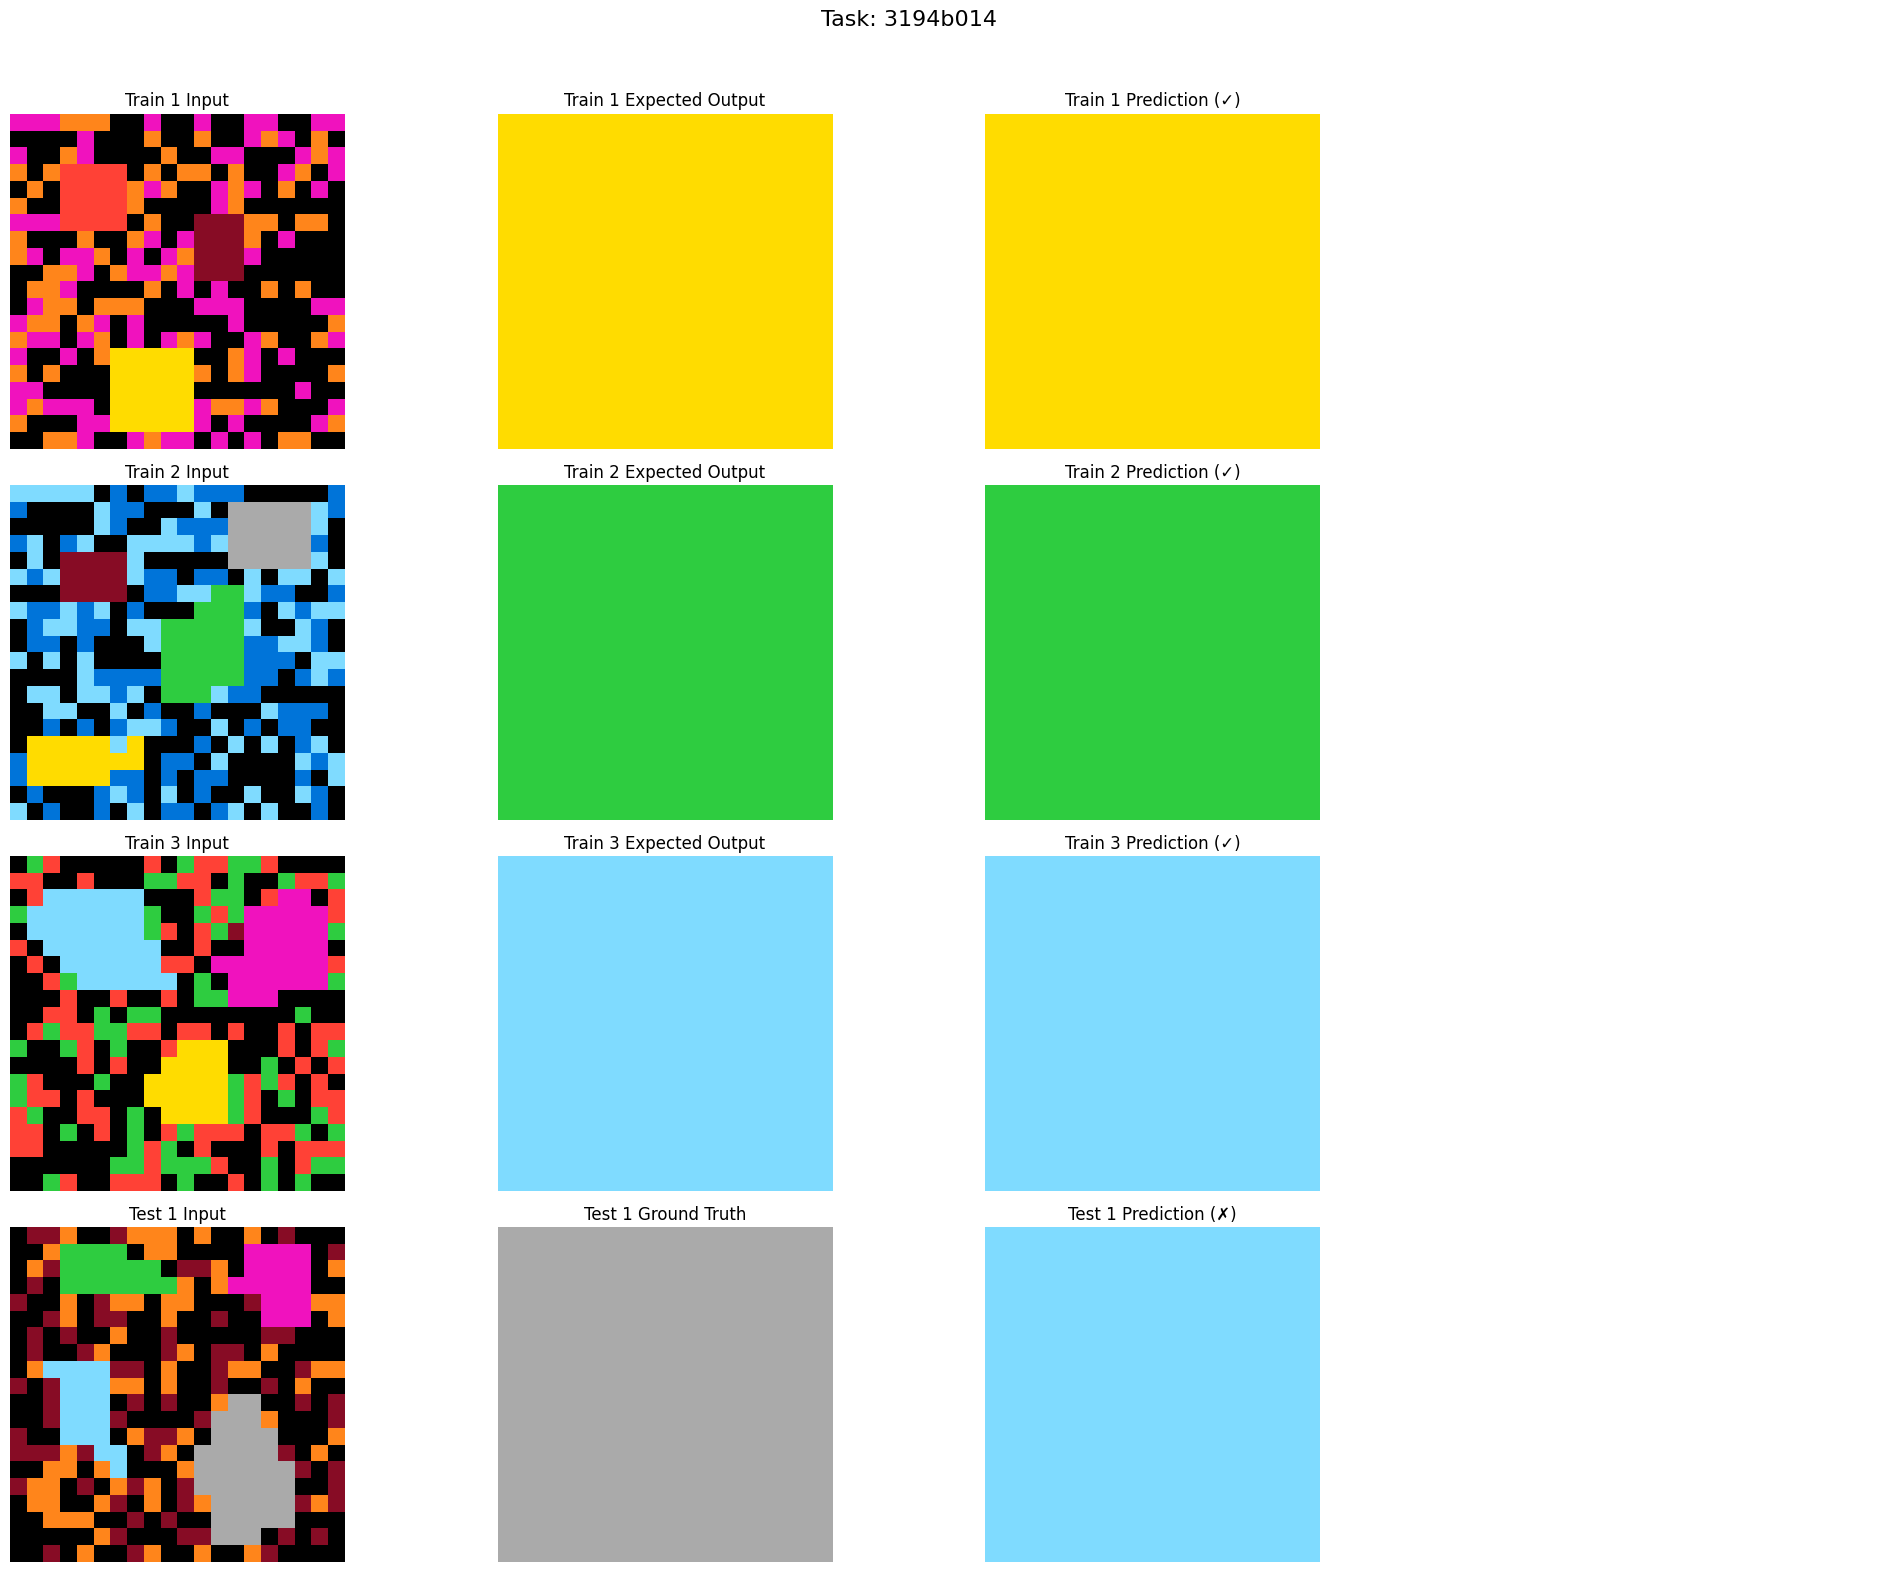 Task: 3194b014
Train 1 Input
Train 1 Expected Output
Train 1 Prediction (✓)
Train 2 Input
Train 2 Expected Output
Train 2 Prediction (✓)
Train 3 Input
Train 3 Expected Output
Train 3 Prediction (✓)
Test 1 Input
Test 1 Ground Truth
Test 1 Prediction (✗)